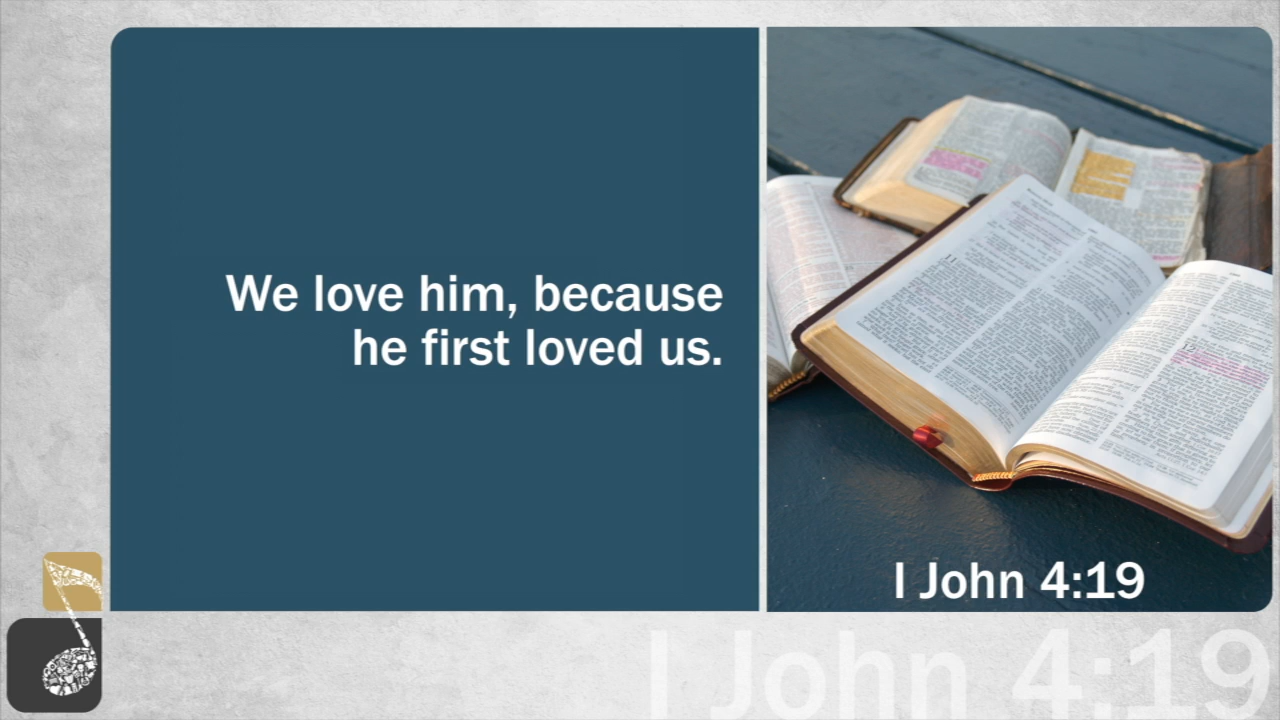 We love him, because
he first loved us.
I John 4:19
I John 4:19